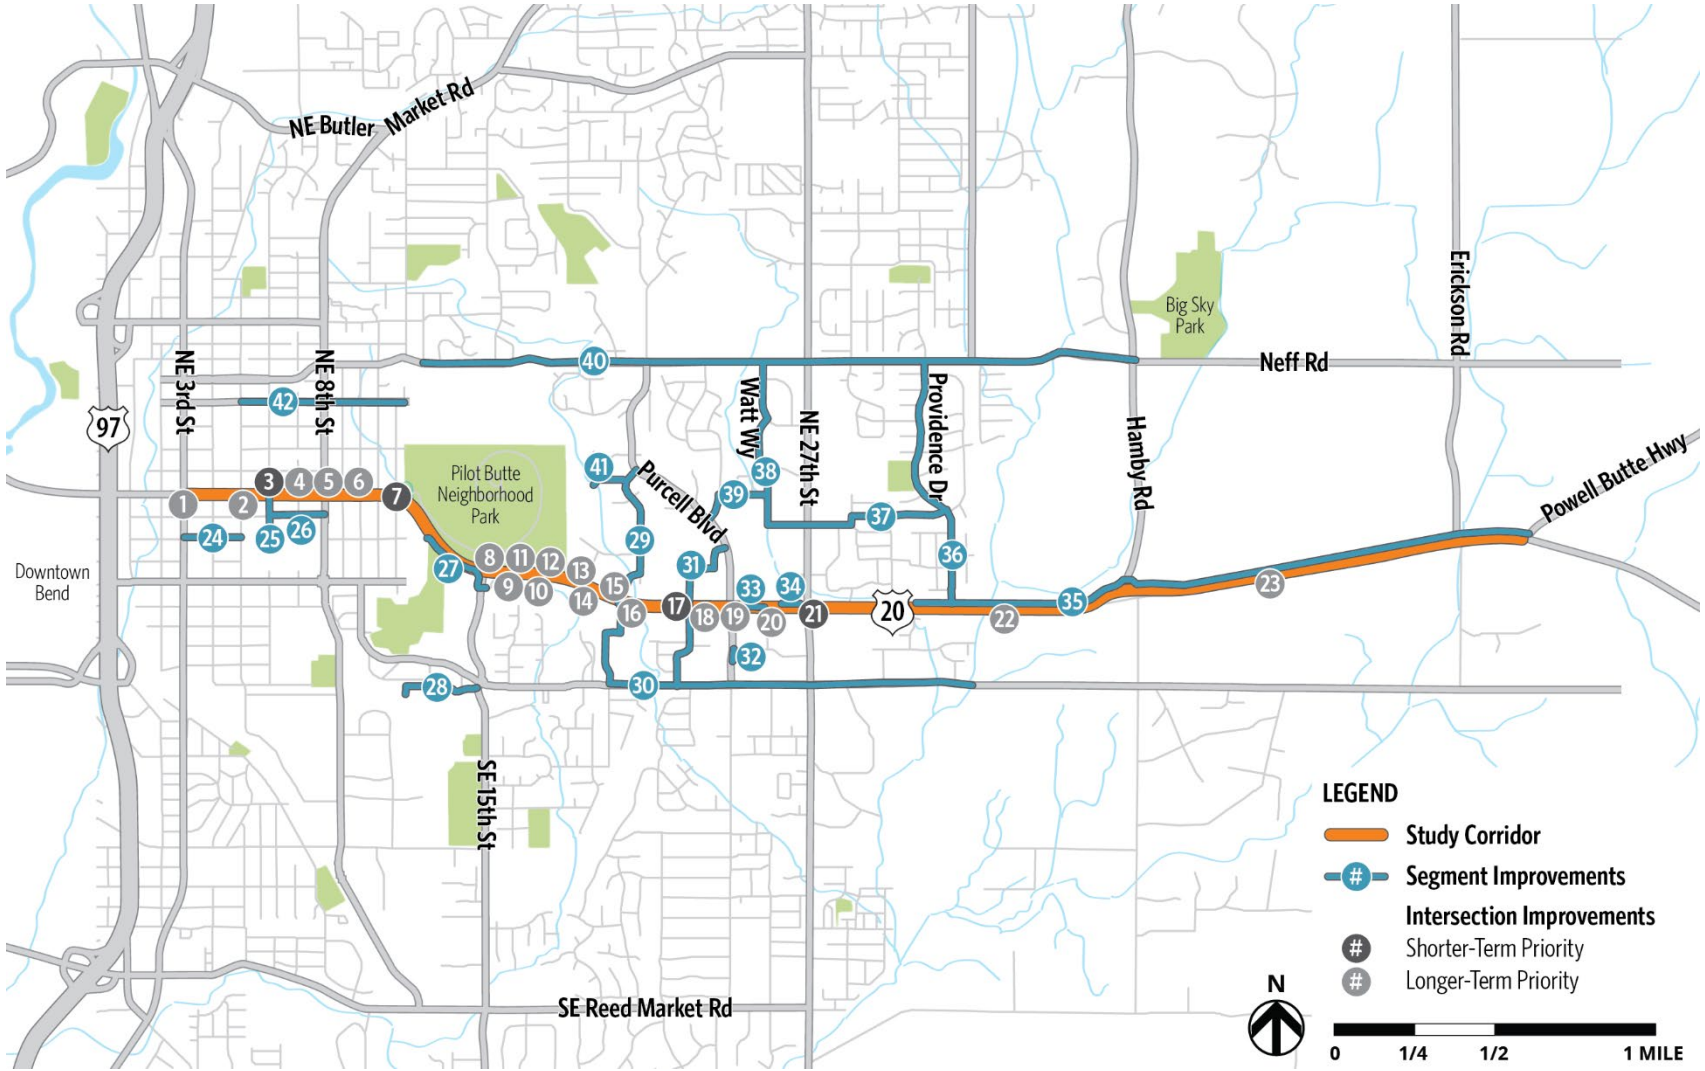 NE Butler Market Rd
NE 3rd St
NE 8th St
97
Downtown
Bend
Pilot Butte
Neighborhood
Park
Purcell Blvd
Watt Wy
NE 27th St
Providence Dr
Hamby Rd
Big Sky
Park
Erickson Rd
Neff Rd
Powell Butte Hwy
20
SE 15th St
SE Reed Market Rd
1
2
3
4
5
6
7
8
9
10
11
12
13
14
15
16
17
18
19
20
21
22
23
24
25
26
27
28
29
30
31
32
33
34
35
36
37
38
39
40
41
42
LEGEND
Study Corridor
# Segment Improvements
Intersection Improvements
# Shorter-Term Priority
# Longer-Term Priority
N
0 1/4 1/2 1 MILE